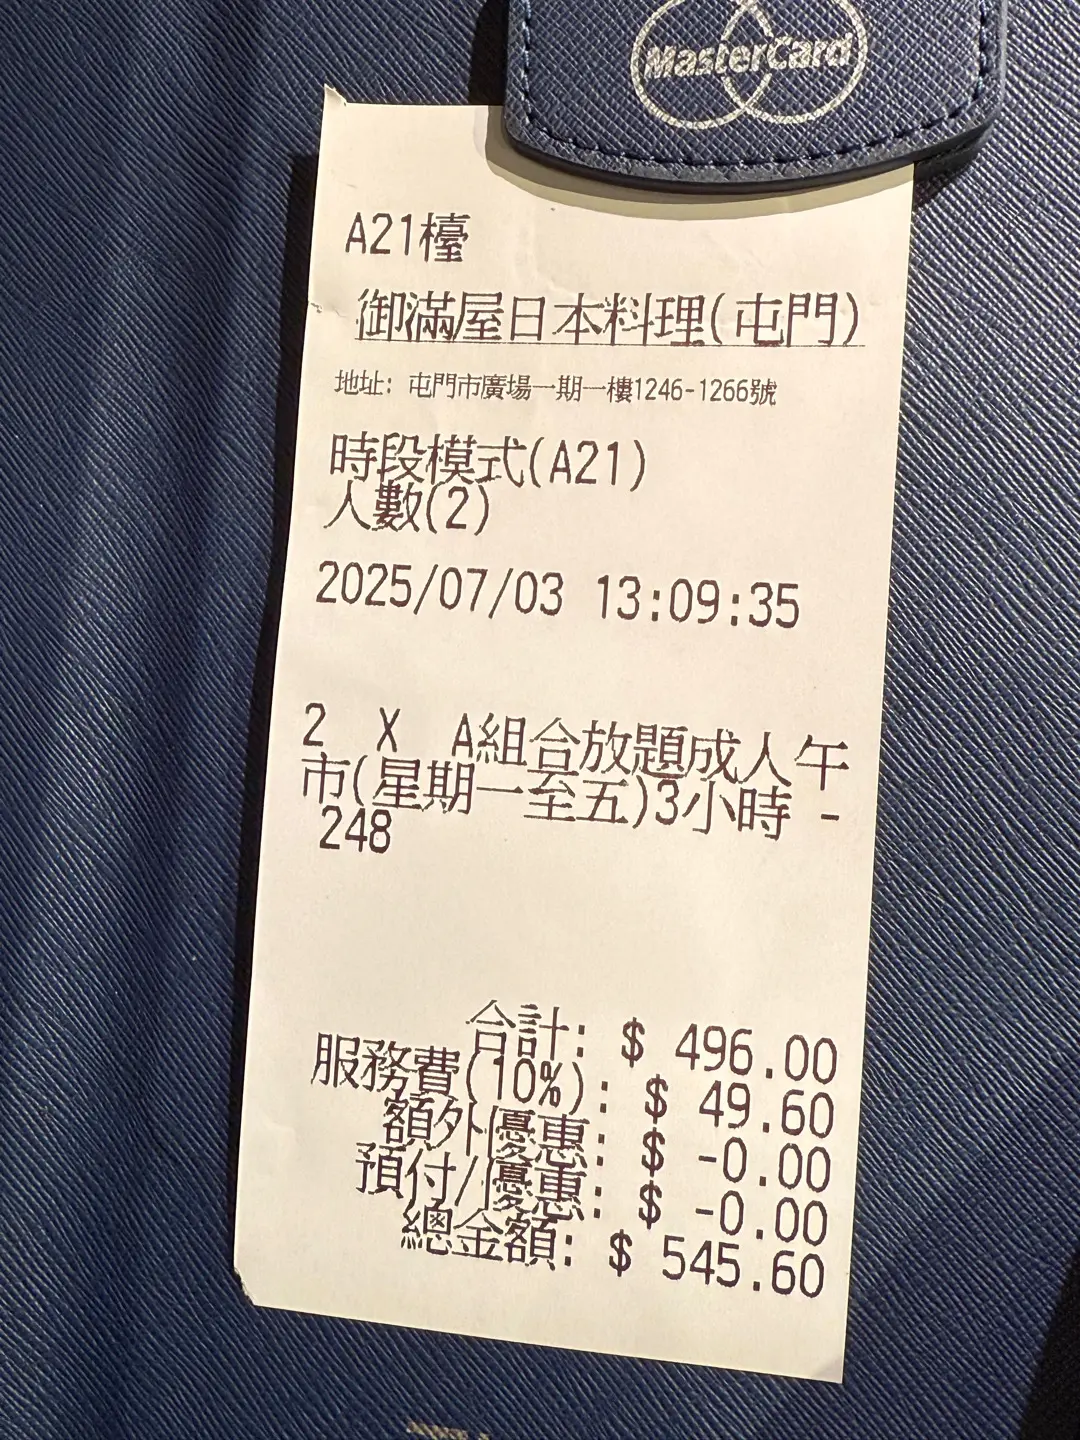 MasterCard
A21檯
御滿屋日本料理(屯門)
地址: 屯門市廣場一期一樓1246-1266號
時段模式(A21)
人數(2)
2025/07/03 13:09:35
2 X A組合放題成人午
市(星期一至五)3小時 -
248
合計: $ 496.00
服務費(10%): $ 49.60
額外優惠: $ -0.00
預付/優惠: $ -0.00
總金額: $ 545.60